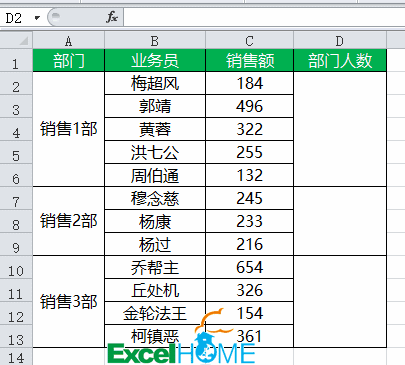 D2 fx
A B C D
1 部门 业务员 销售额 部门人数
2 梅超风 184
3 郭靖 496
4 销售1部 黄蓉 322
5 洪七公 255
6 周伯通 132
7 穆念慈 245
8 销售2部 杨康 233
9 杨过 216
10 乔帮主 654
11 销售3部 丘处机 326
12 金轮法王 154
13 柯镇恶 361
14 Excel HOME